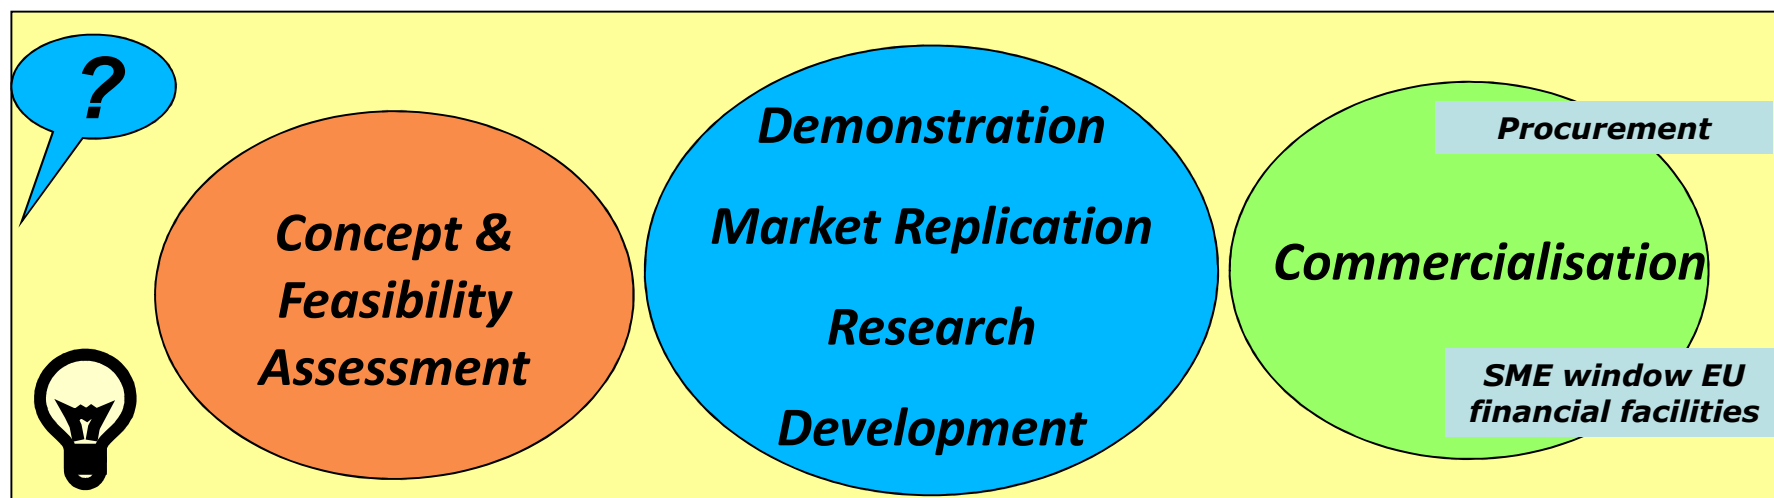 ?
Concept &
Feasibility
Assessment
Demonstration
Market Replication
Research
Development
Commercialisation
Procurement
SME window EU
financial facilities